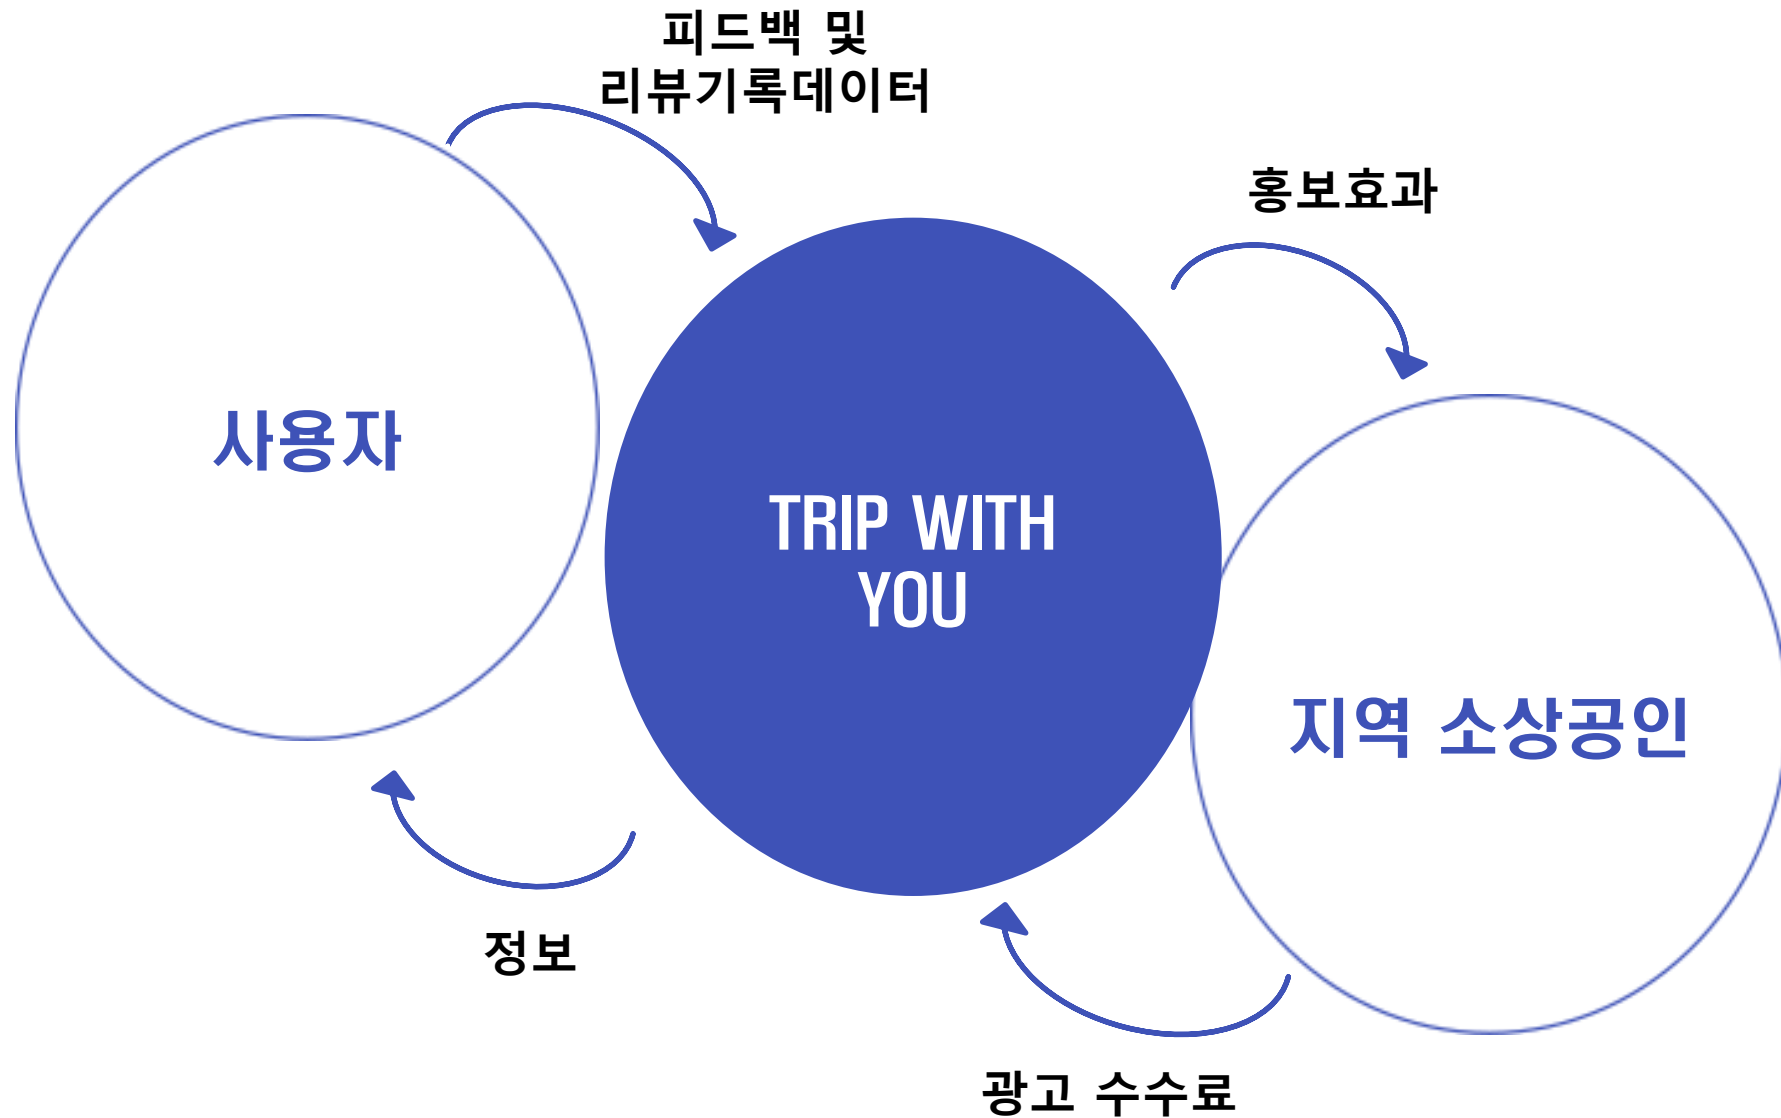 피드백 및
리뷰기록데이터
홍보효과
사용자
TRIP WITH
YOU
지역 소상공인
정보
광고 수수료